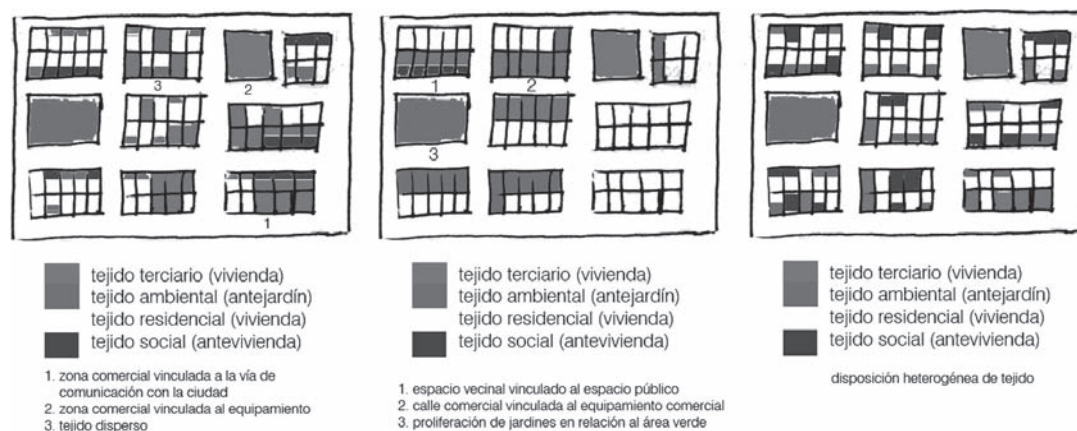 3
2
1
tejido terciario (vivienda)
tejido ambiental (antejardín)
tejido residencial (vivienda)
tejido social (antevivienda)
1. zona comercial vinculada a la vía de
comunicación con la ciudad
2. zona comercial vinculada al equipamiento
3. tejido disperso
1
2
3
tejido terciario (vivienda)
tejido ambiental (antejardín)
tejido residencial (vivienda)
tejido social (antevivienda)
1. espacio vecinal vinculado al espacio público
2. calle comercial vinculada al equipamiento comercial
3. proliferación de jardines en relación al área verde
tejido terciario (vivienda)
tejido ambiental (antejardín)
tejido residencial (vivienda)
tejido social (antevivienda)
disposición heterogénea de tejido